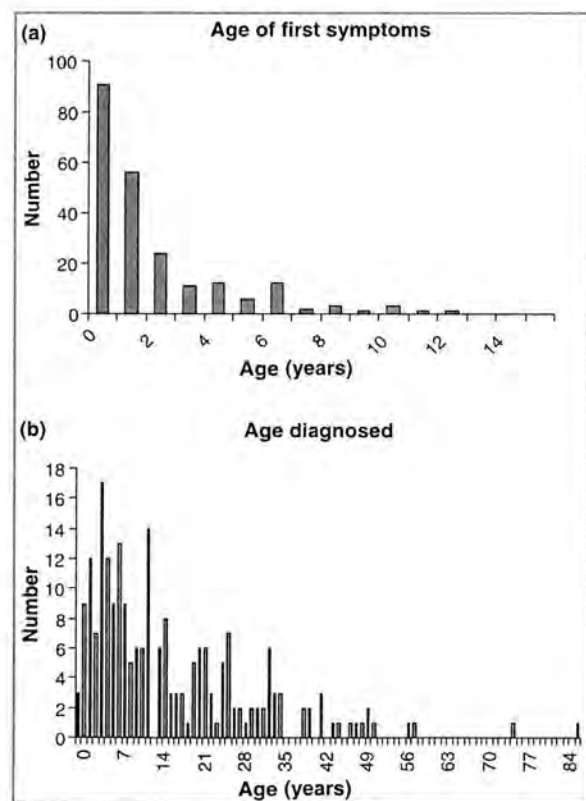 (a)
Age of first symptoms
100
80
60
40
20
0
Number
0 2 4 6 8 10 12 14
Age (years)
(b)
Age diagnosed
18
16
14
12
10
8
6
4
2
0
Number
0 7 14 21 28 35 42 49 56 63 70 77 84
Age (years)